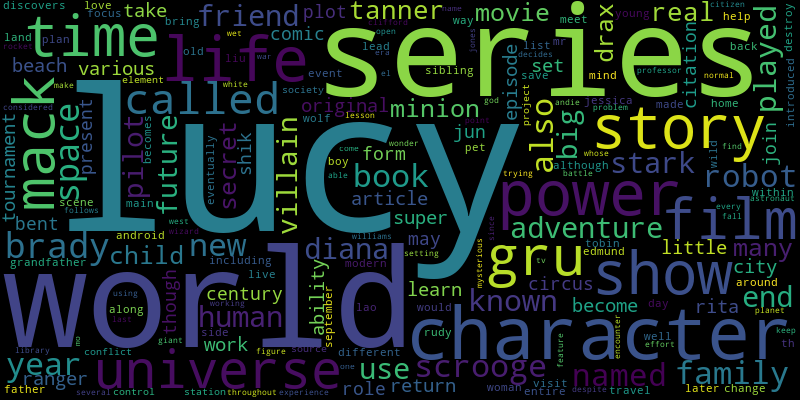 discovers love take friend plot tanner movie real drax comic
focus bring
time life series
land plan old way lead sibling list mr back
beach various called minion episode set mind citation played
element event society original save jessica made introduced destroy
young citizen help meet
mack space present pilot future secret shik villain wolf god
lucy
jun also big story
form pet project andie problem normal professor home join
tournament becomes eventually white war era open name
wet lesson wonder
boy able come
book article super
trying although battle whose find
stark wild robot
power within astronaut
scene main follows west wizard
bent android
brady child new diana may
gru adventure film
tobin edmund little many
grandfather including live ability modern setting
mysterious tv circus city every fall
world
century human learn known show
end around planet
using along though september lao would
become rita day
year library conflict giant side work
figure source different rudy
character
well effort keep th
ranger universe use scrooge named family
father several control station throughout experience
role return woman visit entire despite travel later change
feature encounter
one working last